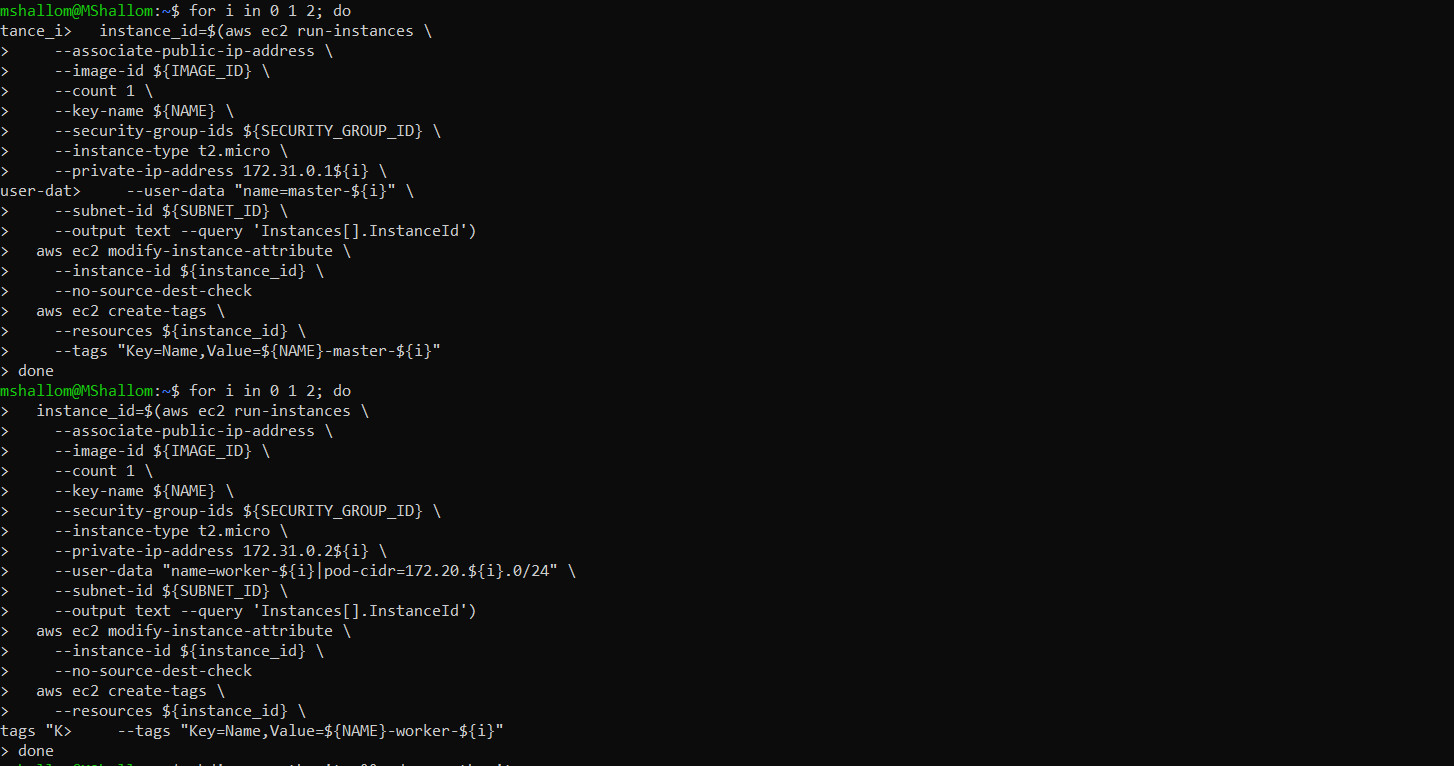 mshallom@MShallom:~$ for i in 0 1 2; do
tance_i>   instance_id=$(aws ec2 run-instances \
>     --associate-public-ip-address \
>     --image-id ${IMAGE_ID} \
>     --count 1 \
>     --key-name ${NAME} \
>     --security-group-ids ${SECURITY_GROUP_ID} \
>     --instance-type t2.micro \
>     --private-ip-address 172.31.0.1${i} \
user-dat>     --user-data "name=master-${i}" \
>     --subnet-id ${SUBNET_ID} \
>     --output text --query 'Instances[].InstanceId')
>   aws ec2 modify-instance-attribute \
>     --instance-id ${instance_id} \
>     --no-source-dest-check
>   aws ec2 create-tags \
>     --resources ${instance_id} \
>     --tags "Key=Name,Value=${NAME}-master-${i}"
> done
mshallom@MShallom:~$ for i in 0 1 2; do
>   instance_id=$(aws ec2 run-instances \
>     --associate-public-ip-address \
>     --image-id ${IMAGE_ID} \
>     --count 1 \
>     --key-name ${NAME} \
>     --security-group-ids ${SECURITY_GROUP_ID} \
>     --instance-type t2.micro \
>     --private-ip-address 172.31.0.2${i} \
>     --user-data "name=worker-${i}|pod-cidr=172.20.${i}.0/24" \
>     --subnet-id ${SUBNET_ID} \
>     --output text --query 'Instances[].InstanceId')
>   aws ec2 modify-instance-attribute \
>     --instance-id ${instance_id} \
>     --no-source-dest-check
>   aws ec2 create-tags \
>     --resources ${instance_id} \
tags "K>     --tags "Key=Name,Value=${NAME}-worker-${i}"
> done